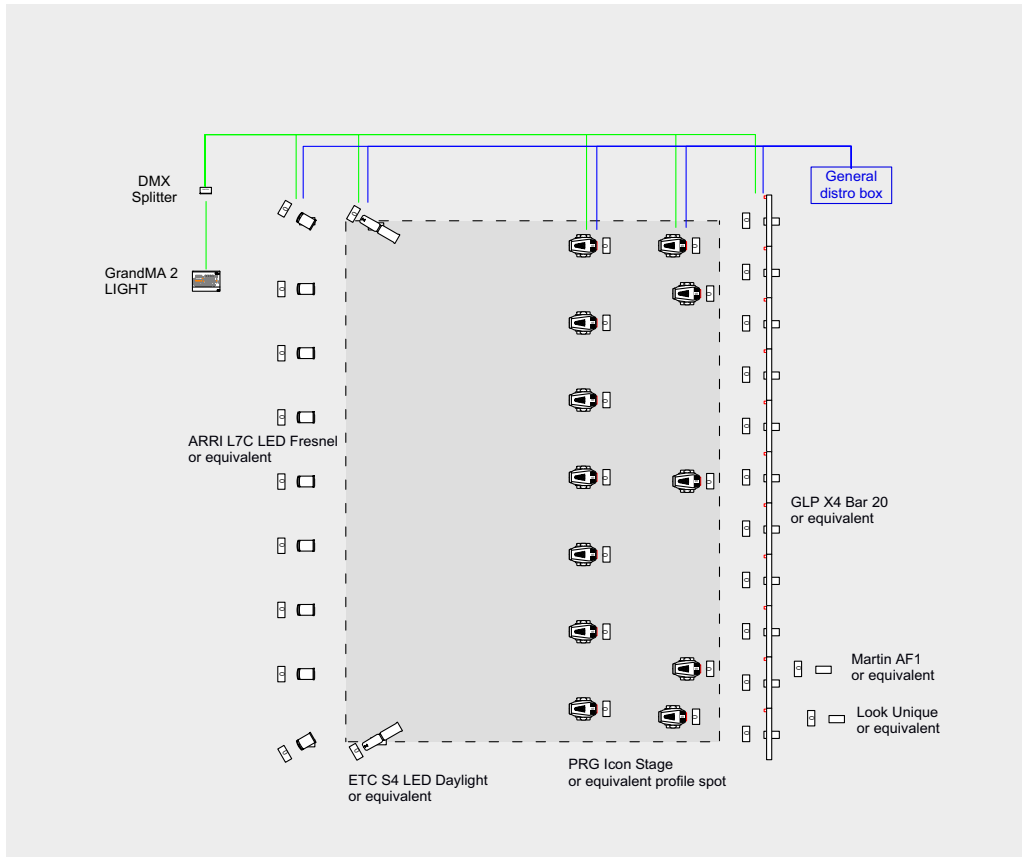 General
distro box
DMX
Splitter
GrandMA 2
LIGHT
ARRI L7C LED Fresnel
or equivalent
GLP X4 Bar 20
or equivalent
Martin AF1
or equivalent
Look Unique
or equivalent
PRG Icon Stage
or equivalent profile spot
ETC S4 LED Daylight
or equivalent